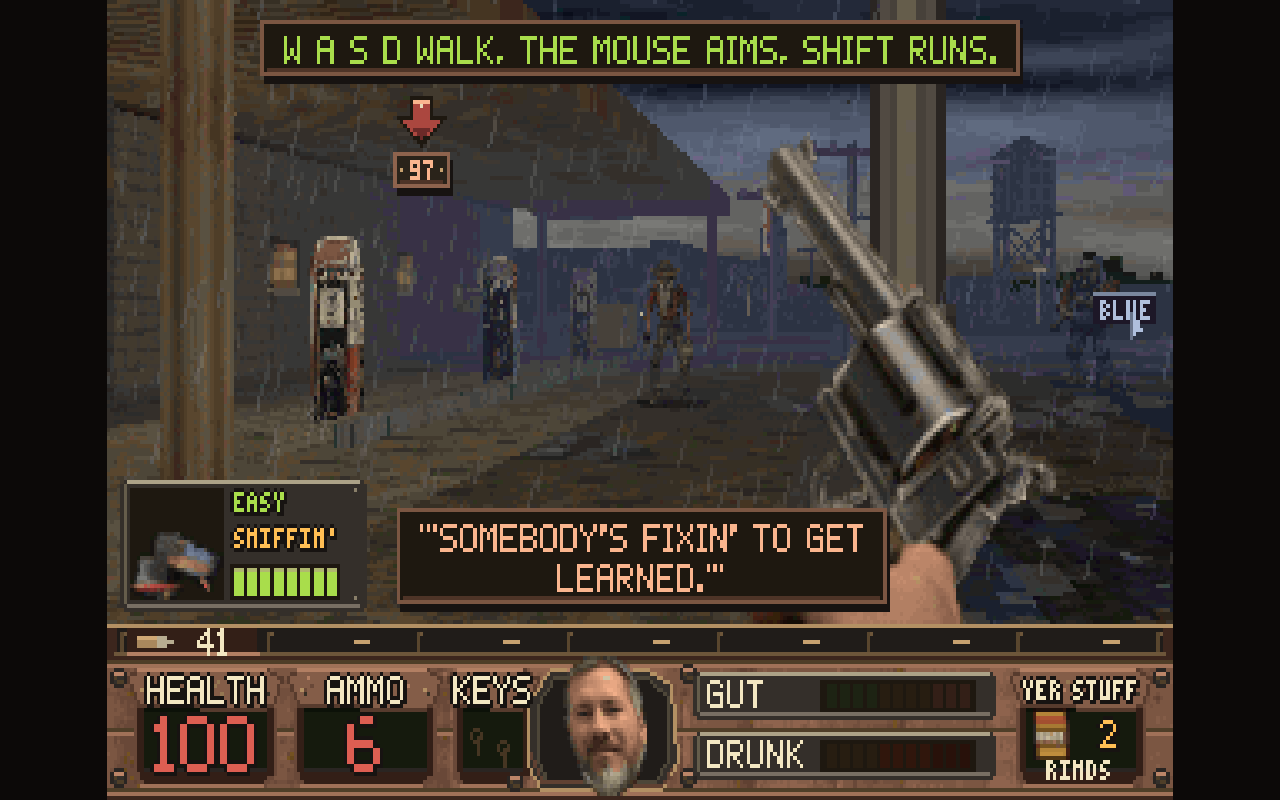 W A S D WALK, THE MOUSE AIMS, SHIFT RUNS.
·97·
BLUE
EASY
SNIFFIN'
"'SOMEBODY'S FIXIN' TO GET
LEARNED.'"
41
HEALTH
100
AMMO
6
KEYS
GUT
DRUNK
YER STUFF
2
RINDS